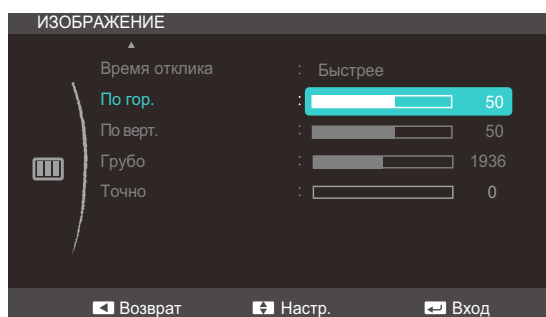 ИЗОБРАЖЕНИЕ
Время отклика : Быстрее
По гор. : 50
По верт. : 50
Грубо : 1936
Точно : 0
Возврат Настр. Вход